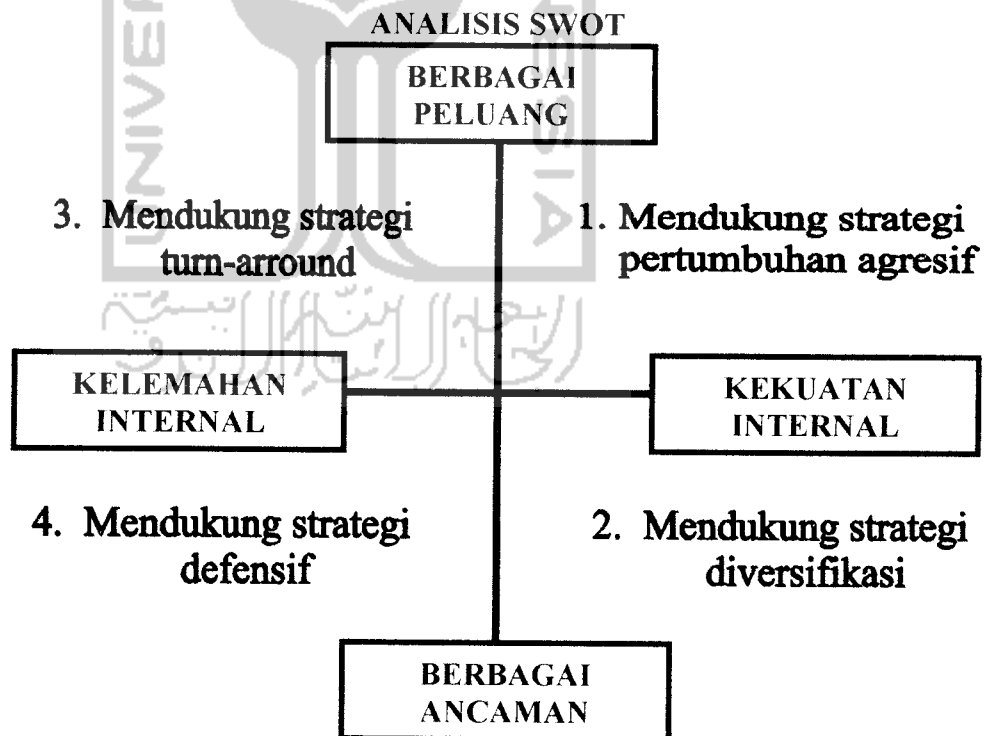 ANALISIS SWOT
BERBAGAI
PELUANG
3. Mendukung strategi
turn-arround
1. Mendukung strategi
pertumbuhan agresif
KELEMAHAN
INTERNAL
KEKUATAN
INTERNAL
4. Mendukung strategi
defensif
2. Mendukung strategi
diversifikasi
BERBAGAI
ANCAMAN